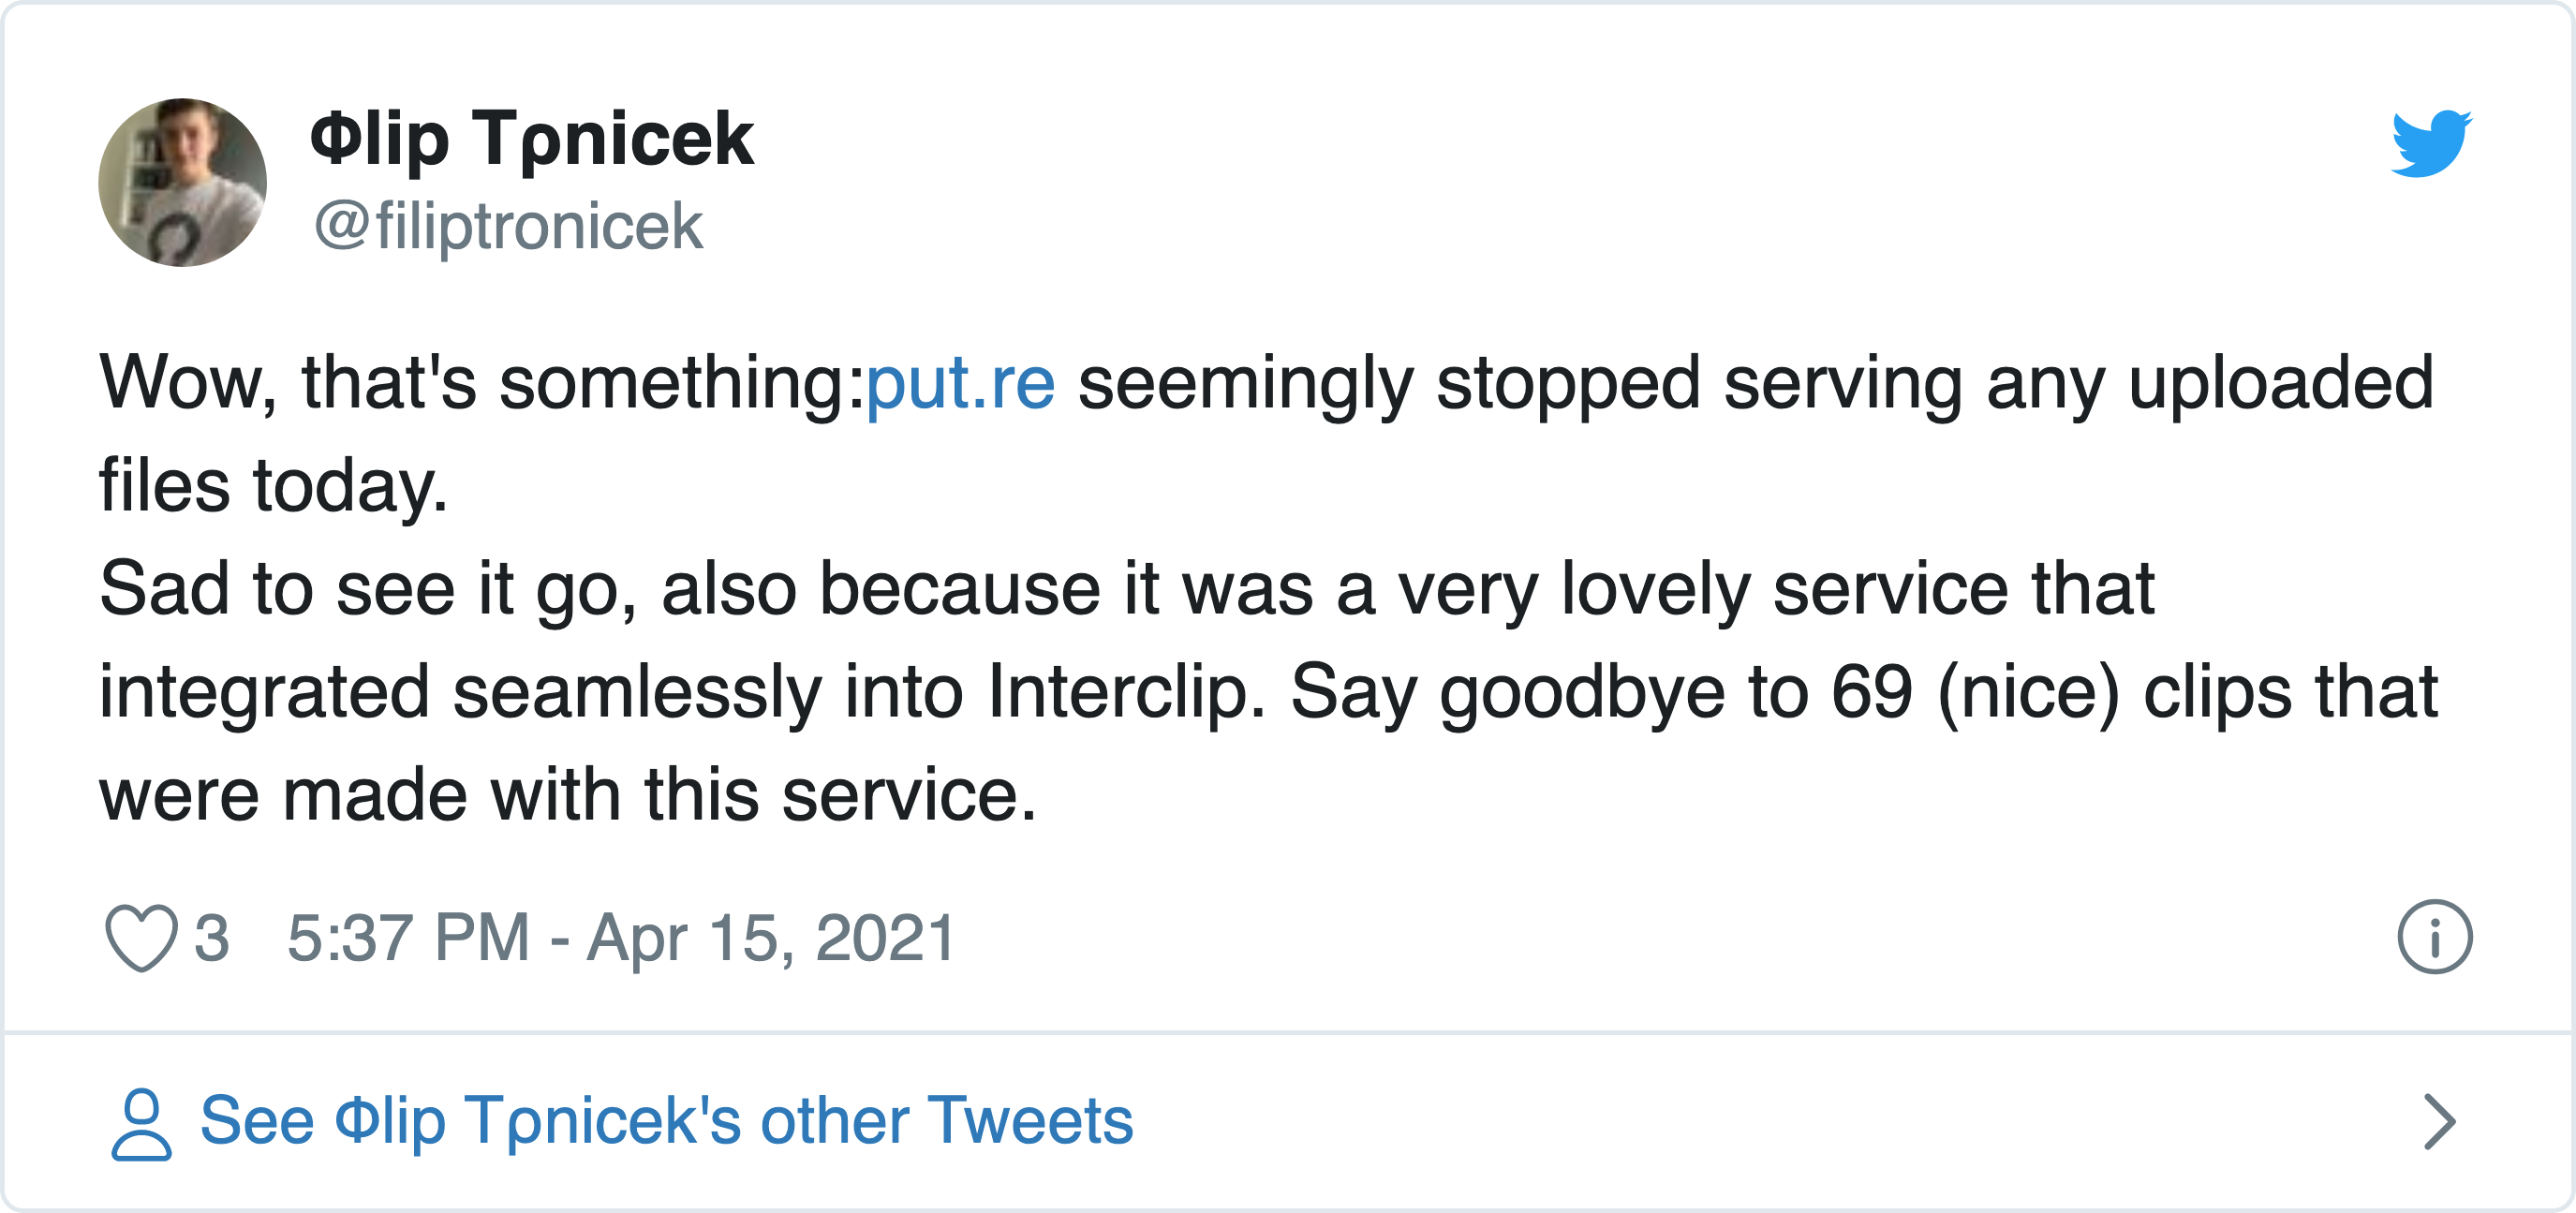 Φlip Tρnicek
@filiptronicek
Wow, that's something:put.re seemingly stopped serving any uploaded
files today.
Sad to see it go, also because it was a very lovely service that
integrated seamlessly into Interclip. Say goodbye to 69 (nice) clips that
were made with this service.
3 5:37 PM - Apr 15, 2021
See Φlip Tρnicek's other Tweets